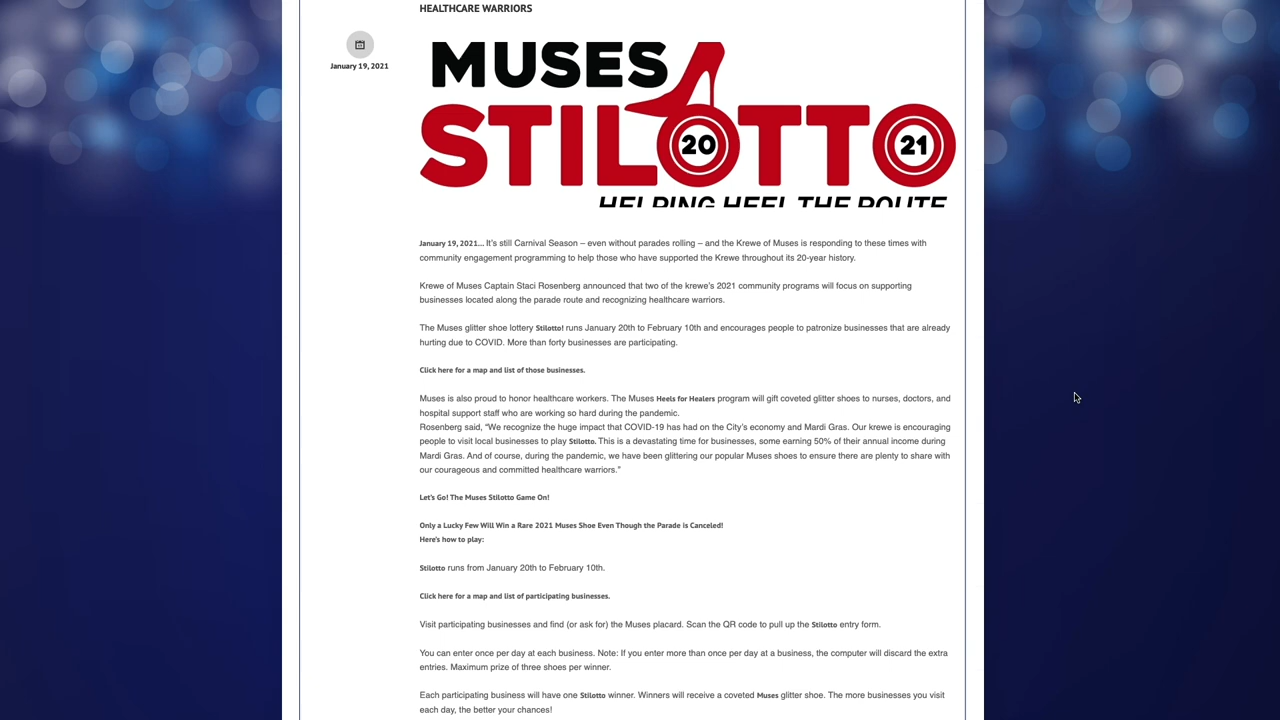 HEALTHCARE WARRIORS
January 19, 2021
MUSES
STILOTTO
20
21
HELPING HEEL THE ROUTE
January 19, 2021... It's still Carnival Season – even without parades rolling – and the Krewe of Muses is responding to these times with
community engagement programming to help those who have supported the Krewe throughout its 20-year history.
Krewe of Muses Captain Staci Rosenberg announced that two of the krewe's 2021 community programs will focus on supporting
businesses located along the parade route and recognizing healthcare warriors.
The Muses glitter shoe lottery Stilotto! runs January 20th to February 10th and encourages people to patronize businesses that are already
hurting due to COVID. More than forty businesses are participating.
Click here for a map and list of those businesses.
Muses is also proud to honor healthcare workers. The Muses Heels for Healers program will gift coveted glitter shoes to nurses, doctors, and
hospital support staff who are working so hard during the pandemic.
Rosenberg said, "We recognize the huge impact that COVID-19 has had on the City's economy and Mardi Gras. Our krewe is encouraging
people to visit local businesses to play Stilotto. This is a devastating time for businesses, some earning 50% of their annual income during
Mardi Gras. And of course, during the pandemic, we have been glittering our popular Muses shoes to ensure there are plenty to share with
our courageous and committed healthcare warriors."
Let's Go! The Muses Stilotto Game On!
Only a Lucky Few Will Win a Rare 2021 Muses Shoe Even Though the Parade is Canceled!
Here's how to play:
Stilotto runs from January 20th to February 10th.
Click here for a map and list of participating businesses.
Visit participating businesses and find (or ask for) the Muses placard. Scan the QR code to pull up the Stilotto entry form.
You can enter once per day at each business. Note: If you enter more than once per day at a business, the computer will discard the extra
entries. Maximum prize of three shoes per winner.
Each participating business will have one Stilotto winner. Winners will receive a coveted Muses glitter shoe. The more businesses you visit
each day, the better your chances!